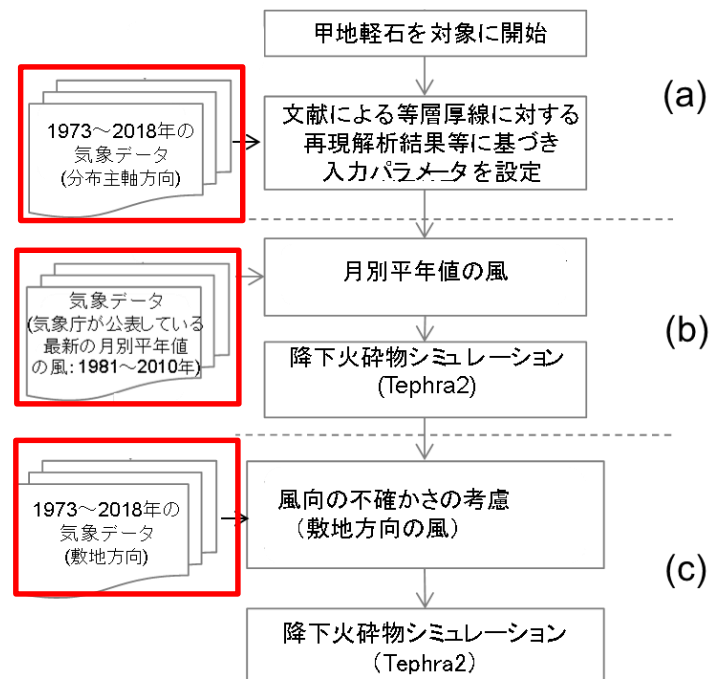 甲地軽石を対象に開始
(a)
1973～2018年の
気象データ
(分布主軸方向)
文献による等層厚線に対する
再現解析結果等に基づき
入力パラメータを設定
月別平年値の風
気象データ
(気象庁が公表している
最新の月別平年値
の風：1981～2010年)
(b)
降下火砕物シミュレーション
(Tephra2)
1973～2018年の
気象データ
(敷地方向)
風向の不確かさの考慮
（敷地方向の風）
(c)
降下火砕物シミュレーション
（Tephra2）